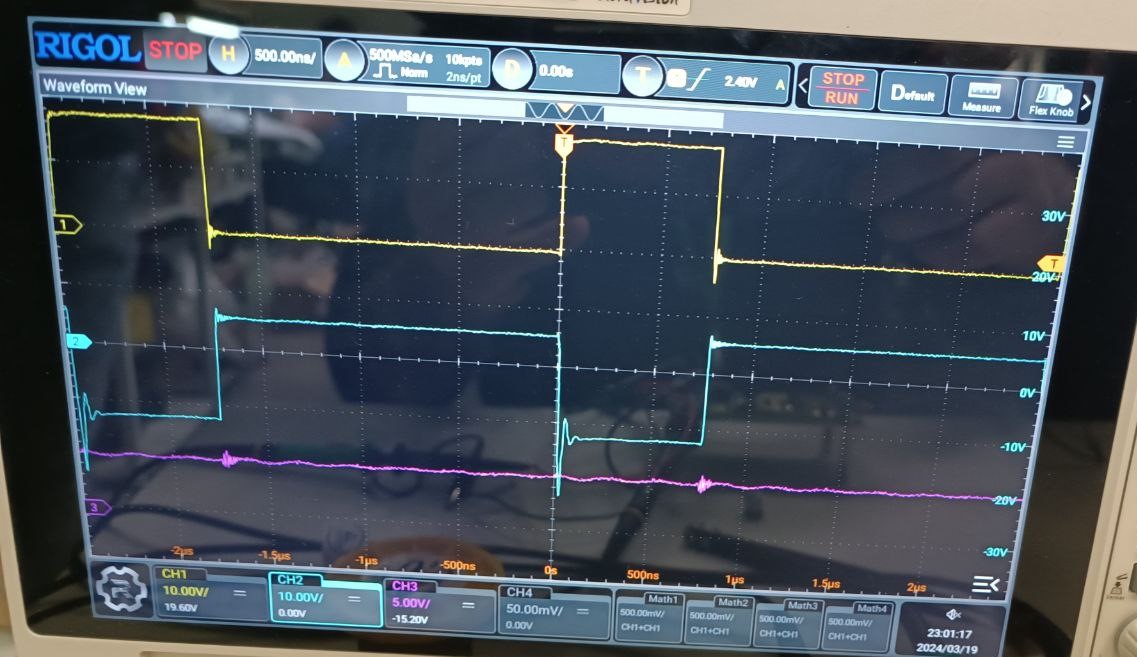 RIGOL STOP H 500.00ns/ A 500MSa/s Norm 10kpts 2ns/pt D 0.00s T 2.40V A STOP RUN Default Measure Flex Knob
Waveform View
T
30V
1
T
20V
10V
2
0V
-10V
-20V
3
-30V
-2μs -1.5μs -1μs -500ns 0s 500ns 1μs 1.5μs 2μs
CH1 10.00V/ 19.60V
CH2 10.00V/ 0.00V
CH3 5.00V/ -15.20V
CH4 50.00mV/ 0.00V
Math1 500.00mV/ CH1+CH1
Math2 500.00mV/ CH1+CH1
Math3 500.00mV/ CH1+CH1
Math4 500.00mV/ CH1+CH1
23:01:17
2024/03/19